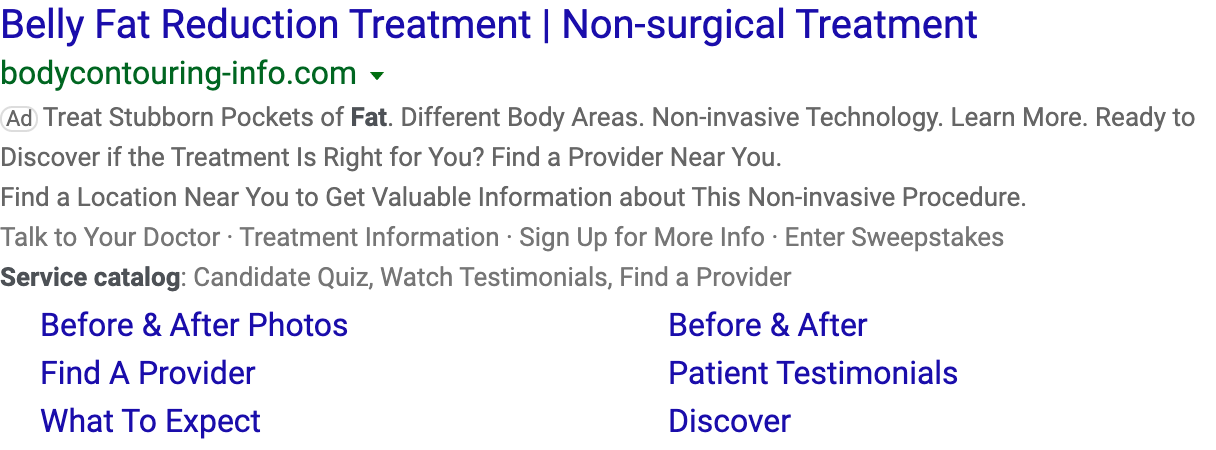 Belly Fat Reduction Treatment | Non-surgical Treatment
bodycontouring-info.com
Ad Treat Stubborn Pockets of Fat. Different Body Areas. Non-invasive Technology. Learn More. Ready to
Discover if the Treatment Is Right for You? Find a Provider Near You.
Find a Location Near You to Get Valuable Information about This Non-invasive Procedure.
Talk to Your Doctor · Treatment Information · Sign Up for More Info · Enter Sweepstakes
Service catalog: Candidate Quiz, Watch Testimonials, Find a Provider
Before & After Photos Before & After
Find A Provider Patient Testimonials
What To Expect Discover